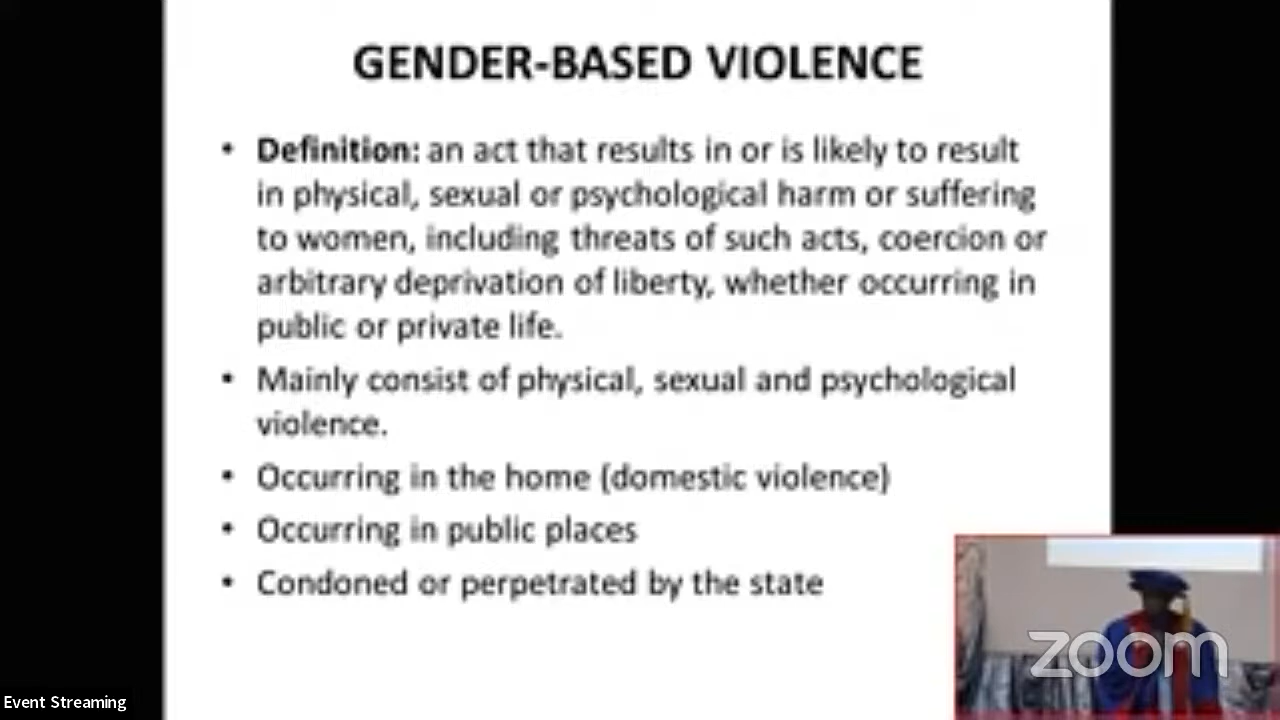 GENDER-BASED VIOLENCE
• Definition: an act that results in or is likely to result
in physical, sexual or psychological harm or suffering
to women, including threats of such acts, coercion or
arbitrary deprivation of liberty, whether occurring in
public or private life.
• Mainly consist of physical, sexual and psychological
violence.
• Occurring in the home (domestic violence)
• Occurring in public places
• Condoned or perpetrated by the state
zoom
Event Streaming